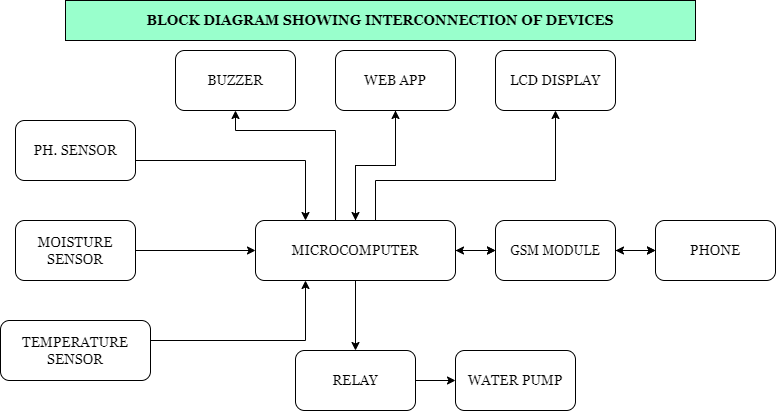 BLOCK DIAGRAM SHOWING INTERCONNECTION OF DEVICES
BUZZER
WEB APP
LCD DISPLAY
PH. SENSOR
MOISTURE
SENSOR
MICROCOMPUTER
GSM MODULE
PHONE
TEMPERATURE
SENSOR
RELAY
WATER PUMP